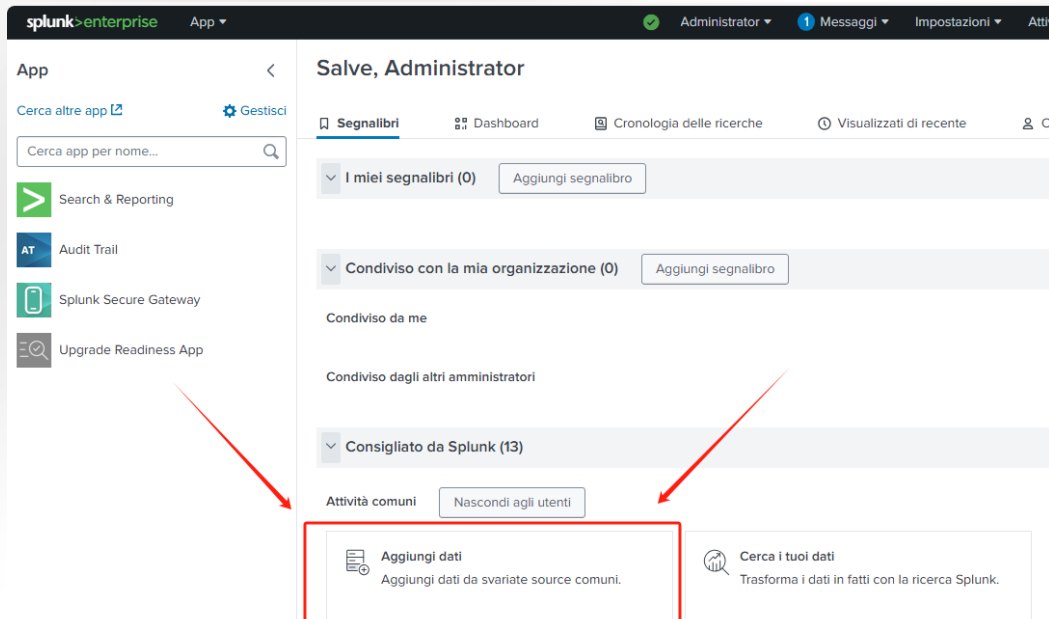 splunk>enterprise App Administrator 1 Messaggi Impostazioni
App
Cerca altre app Gestisci
Cerca app per nome...
Search & Reporting
AT Audit Trail
Splunk Secure Gateway
Upgrade Readiness App
Salve, Administrator
Segnalibri Dashboard Cronologia delle ricerche Visualizzati di recente
I miei segnalibri (0) Aggiungi segnalibro
Condiviso con la mia organizzazione (0) Aggiungi segnalibro
Condiviso da me
Condiviso dagli altri amministratori
Consigliato da Splunk (13)
Attività comuni Nascondi agli utenti
Aggiungi dati
Aggiungi dati da svariate source comuni.
Cerca i tuoi dati
Trasforma i dati in fatti con la ricerca Splunk.